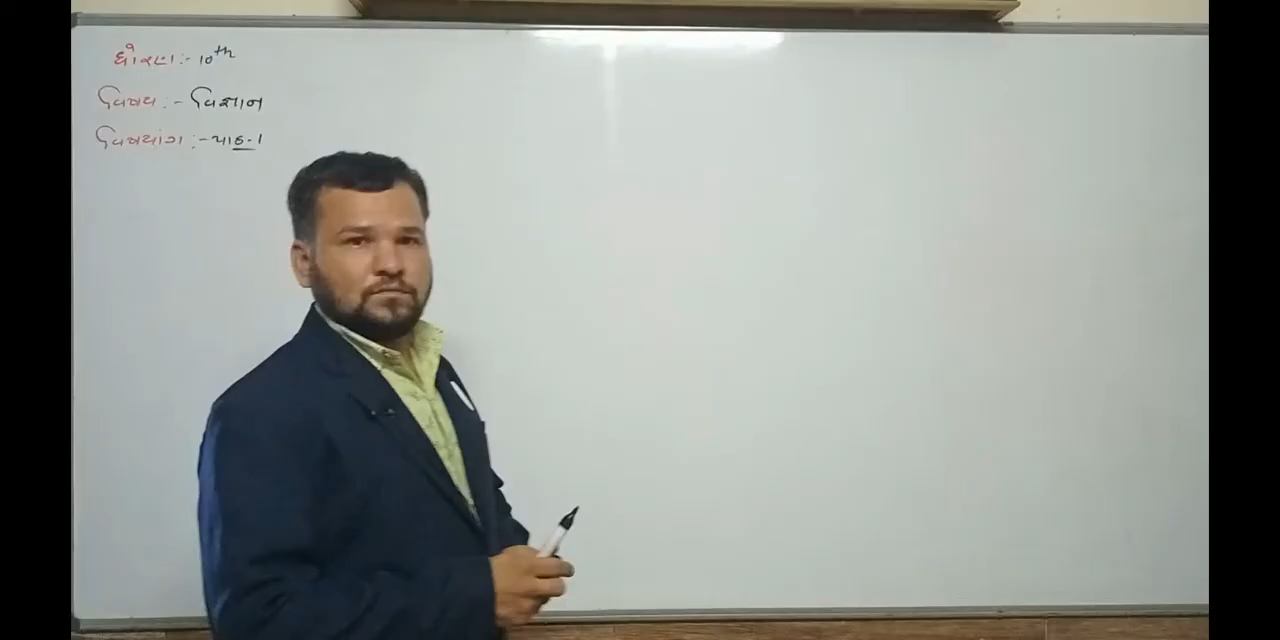 ધોરણ :- 10th
વિષય :- વિજ્ઞાન
વિષયાંગ :- પાઠ-1